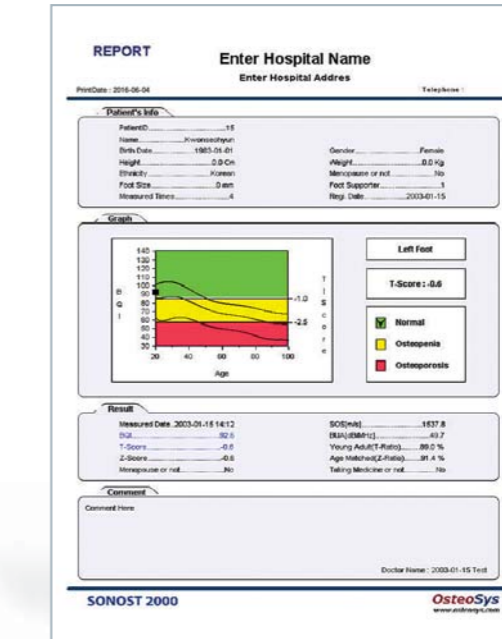 REPORT
Enter Hospital Name
Enter Hospital Addres
PrintDate : 2016-06-04
Telephone :
Patient's Info
PatientID 15
Name Kwonseohyun
Birth Date 1983-01-01
Gender Female
Height 0.0 Cm
Weight 0.0 Kg
Ethnicity Korean
Menopause or not No
Foot Size 0 mm
Foot Supporter 1
Measured Times 4
Regi. Date 2003-01-15
Graph
B Q I
140
130
120
110
100
90
80
70
60
50
40
30
20 40 60 80 100
Age
-1.0
-2.5
T S c o r e
Left Foot
T-Score : -0.6
Normal
Osteopenia
Osteoporosis
Result
Measured Date 2003-01-15 14:12
SOS[m/s] 1537.8
BQI 92.6
T-Score -0.6
Young Adult(T-Ratio) 89.0 %
Z-Score -0.6
Age Matched(Z-Ratio) 91.4 %
Menopause or not No
Taking Medicine or not No
Comment
Comment Here
Doctor Name : 2003-01-15 Test
SONOST 2000
OsteoSys
www.osteosys.com